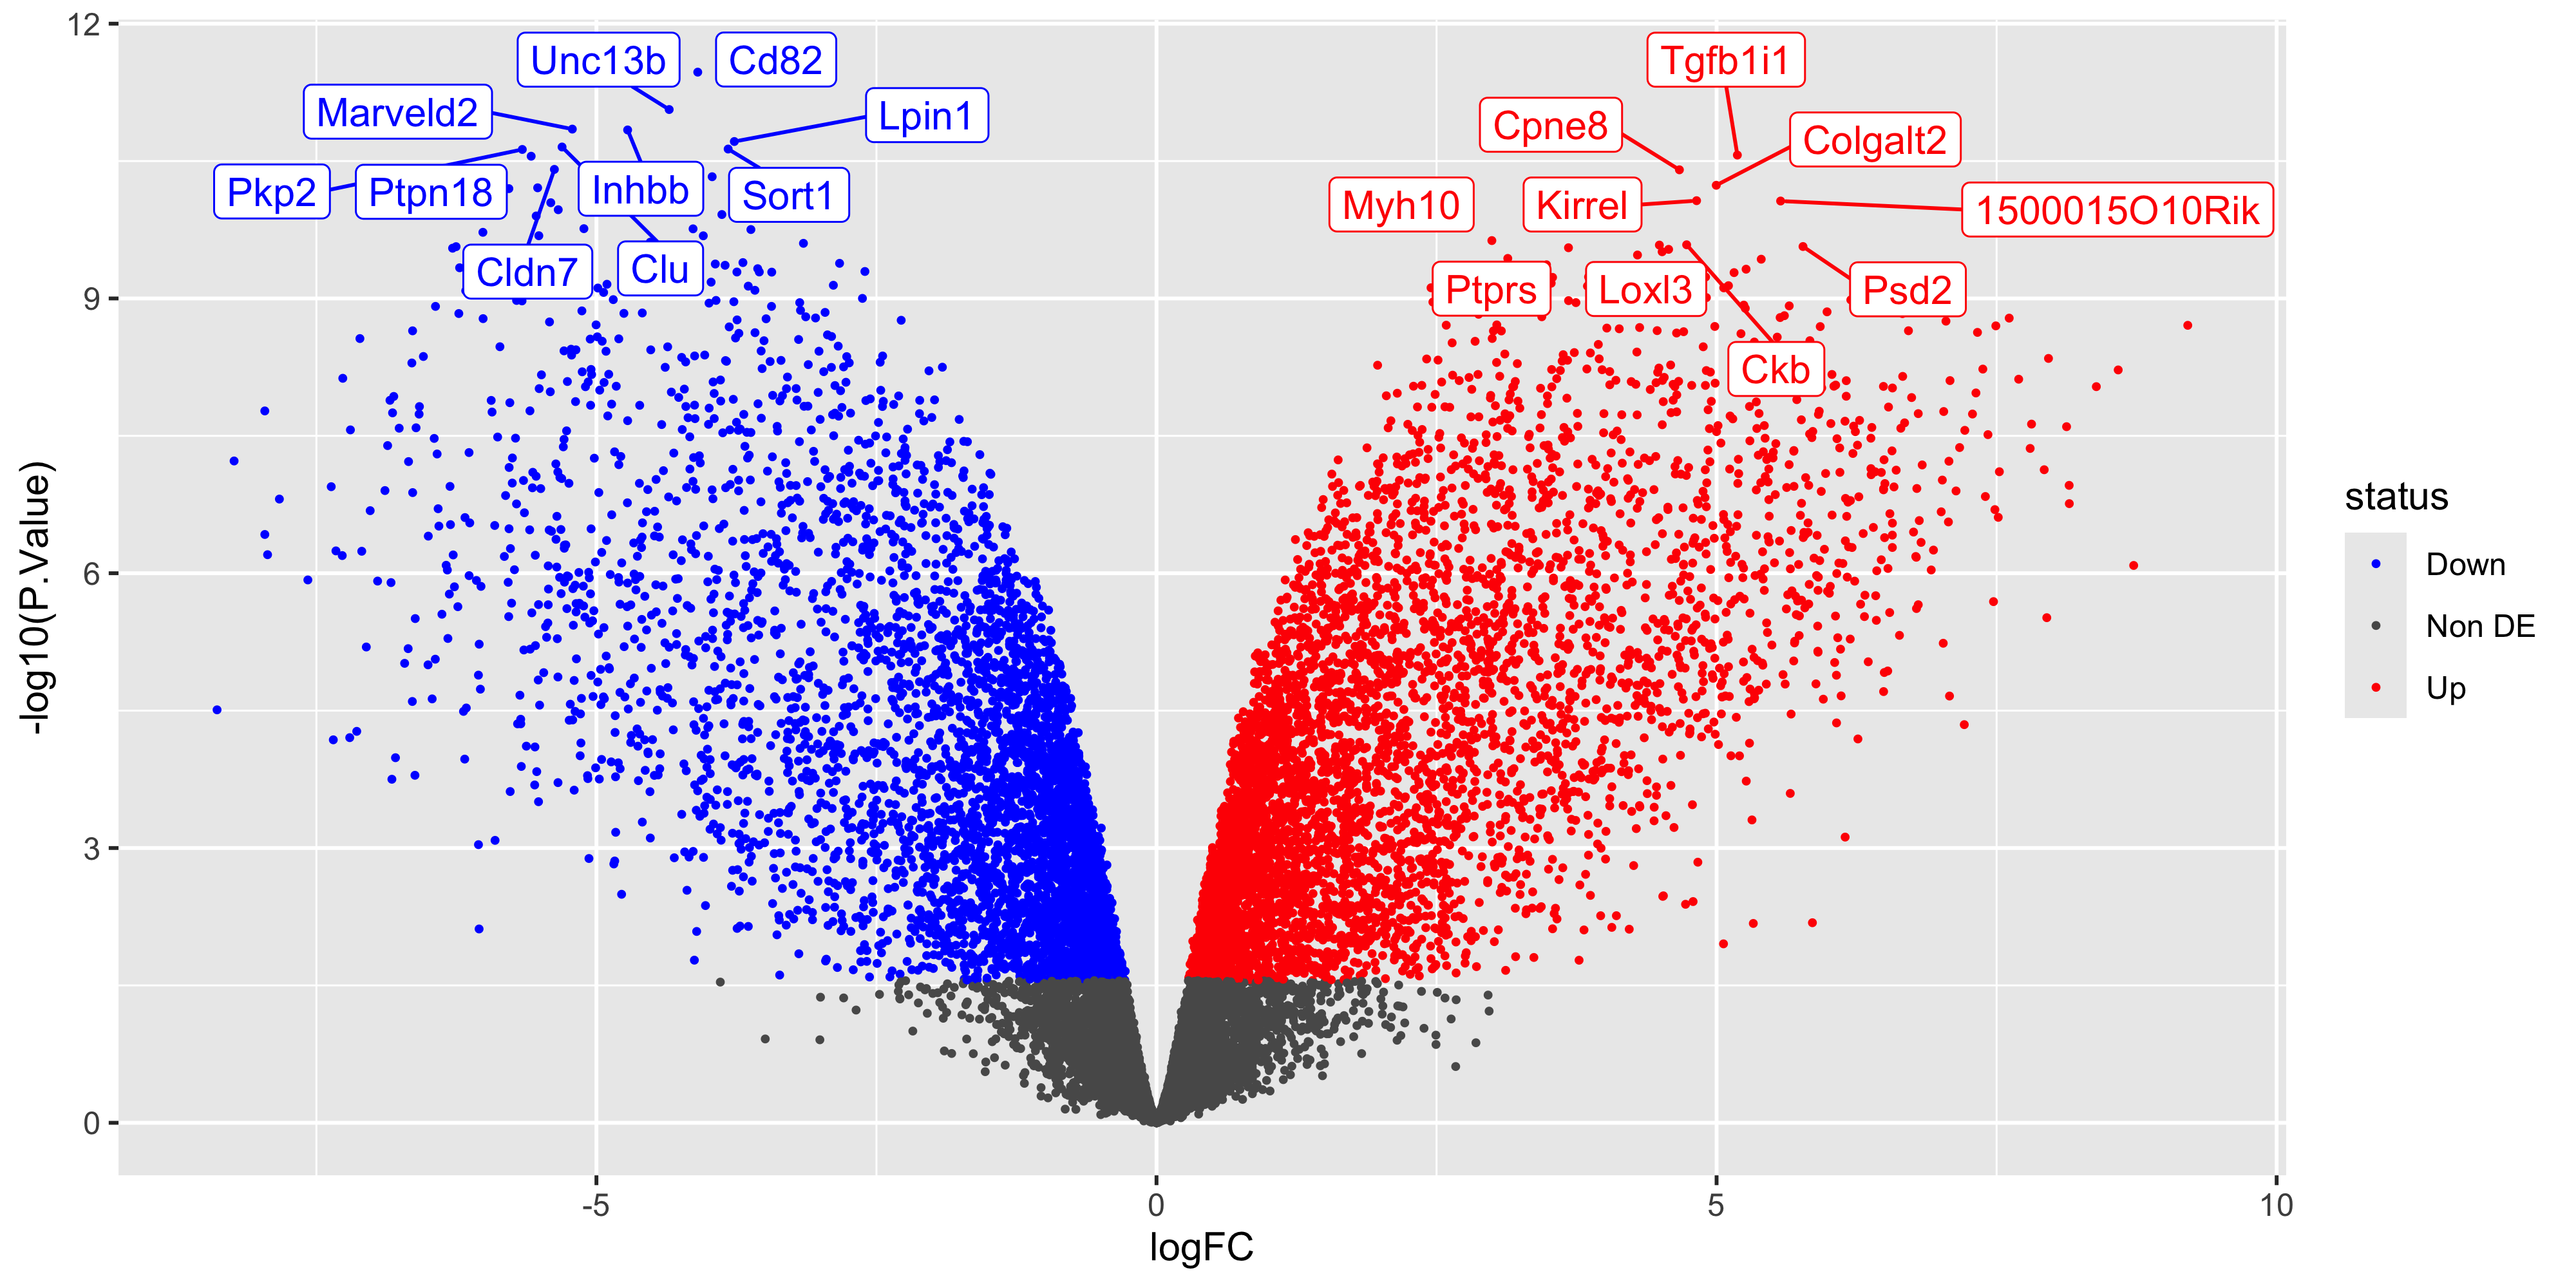 12
9
6
3
0
-log10(P.Value)
Unc13b
Cd82
Marveld2
Lpin1
Pkp2
Ptpn18
Inhbb
Sort1
Cldn7
Clu
Tgfb1i1
Cpne8
Colgalt2
Myh10
Kirrel
1500015O10Rik
Ptprs
Loxl3
Psd2
Ckb
-5
0
5
10
logFC
status
Down
Non DE
Up